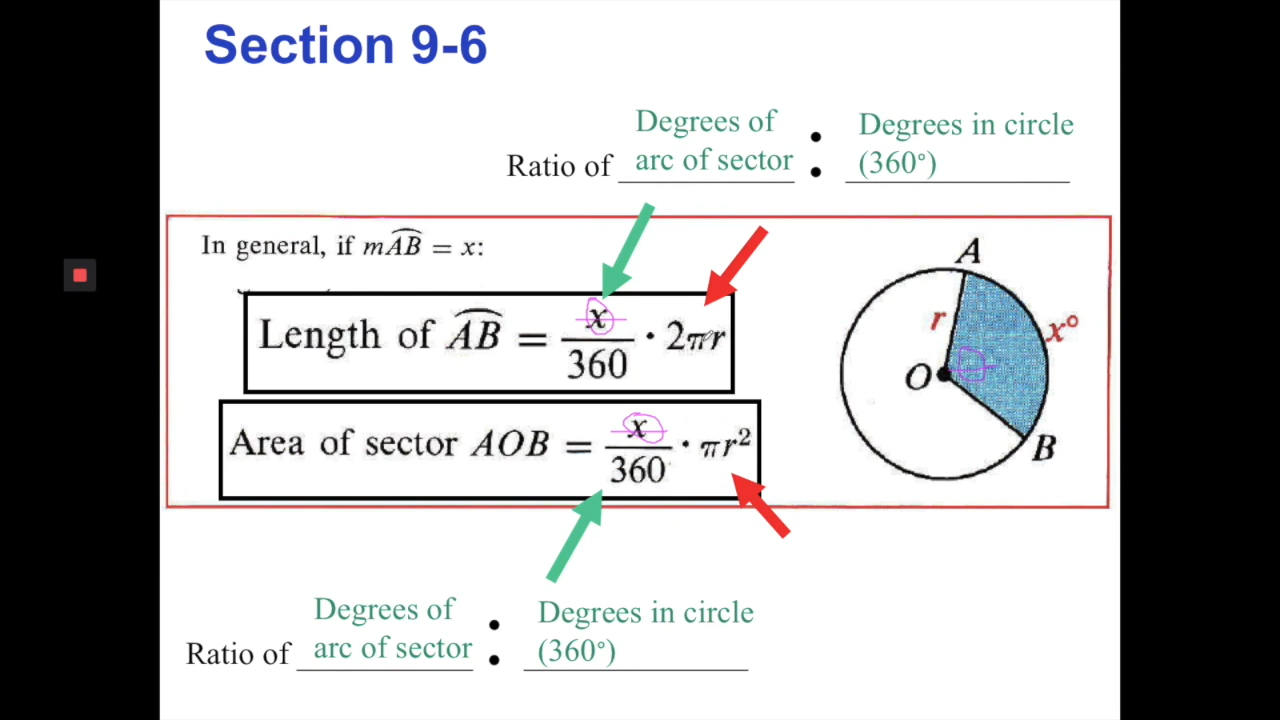 Section 9-6
Degrees of
arc of sector
:
Degrees in circle
(360°)
Ratio of
In general, if mAB = x:
Length of AB = x/360 · 2πr
Area of sector AOB = x/360 · πr²
A
r
x°
O
B
Degrees of
arc of sector
:
Degrees in circle
(360°)
Ratio of